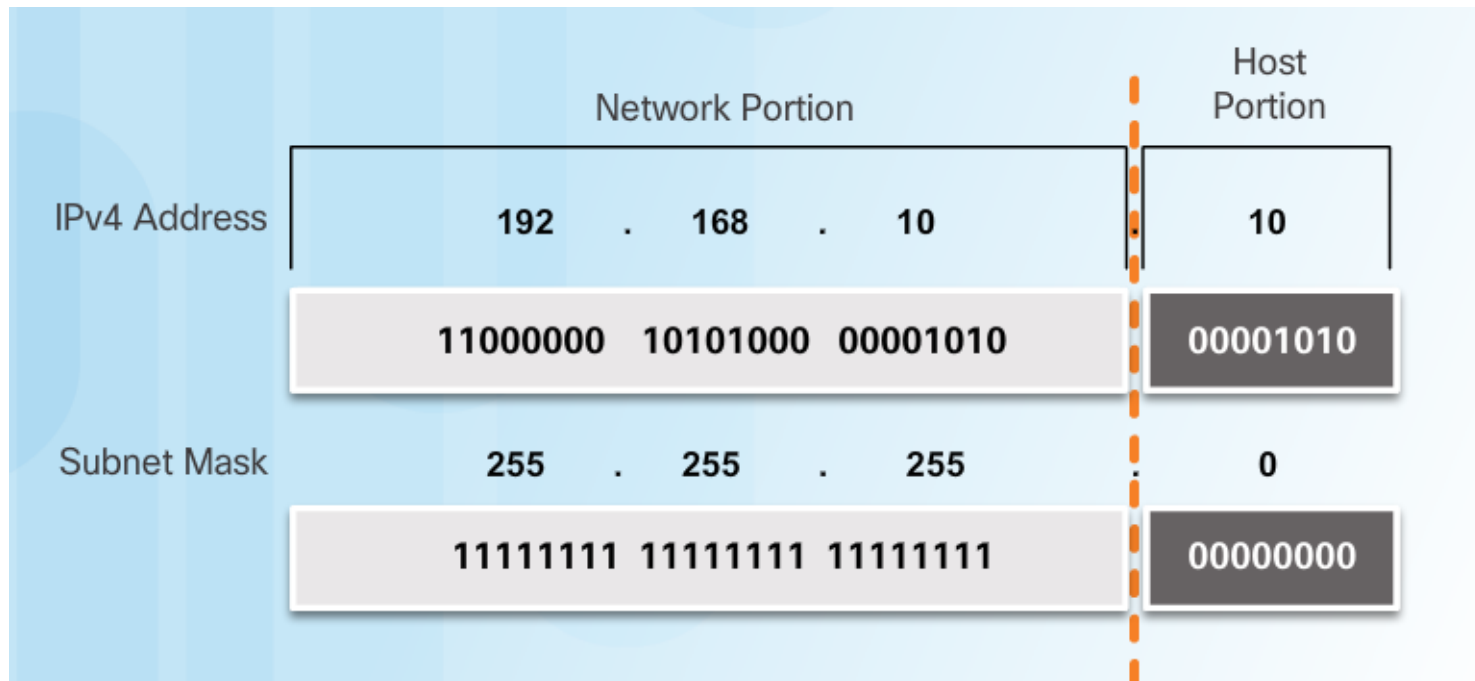 Network Portion
Host
Portion
IPv4 Address 192 . 168 . 10 . 10
11000000 10101000 00001010 00001010
Subnet Mask 255 . 255 . 255 . 0
11111111 11111111 11111111 00000000